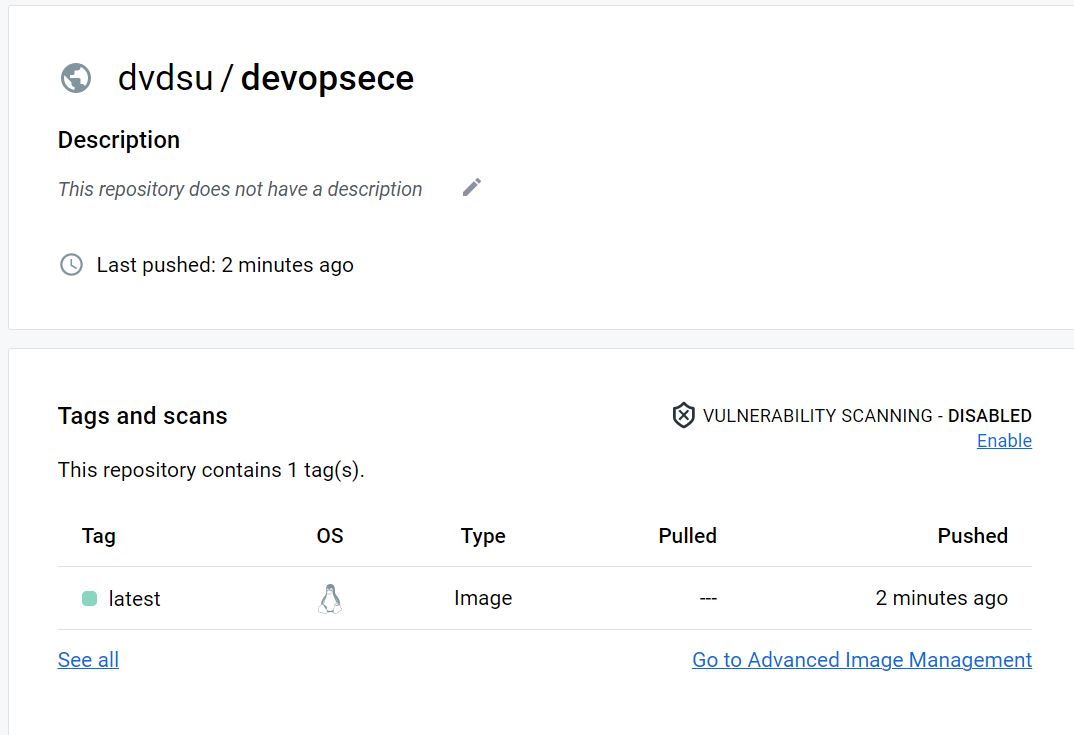 dvdsu / devopsece
Description
This repository does not have a description
Last pushed: 2 minutes ago
Tags and scans
VULNERABILITY SCANNING - DISABLED
Enable
This repository contains 1 tag(s).
Tag OS Type Pulled Pushed
latest Image --- 2 minutes ago
See all Go to Advanced Image Management